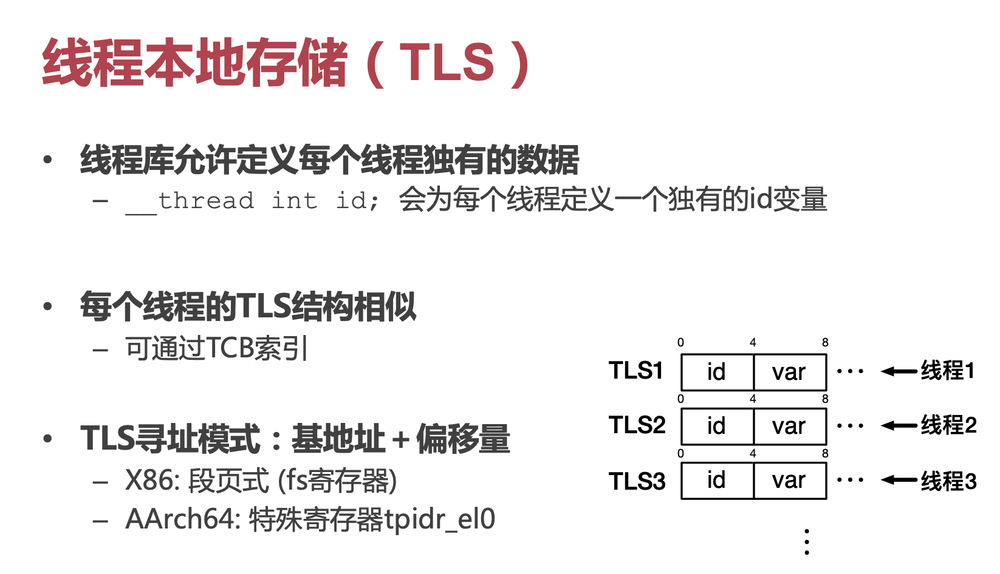 线程本地存储（TLS）
• 线程库允许定义每个线程独有的数据
– __thread int id; 会为每个线程定义一个独有的id变量
• 每个线程的TLS结构相似
– 可通过TCB索引
• TLS寻址模式：基地址＋偏移量
– X86: 段页式 (fs寄存器)
– AArch64: 特殊寄存器tpidr_el0
0 4 8
TLS1 id var ··· 线程1
0 4 8
TLS2 id var ··· 线程2
0 4 8
TLS3 id var ··· 线程3
⋮